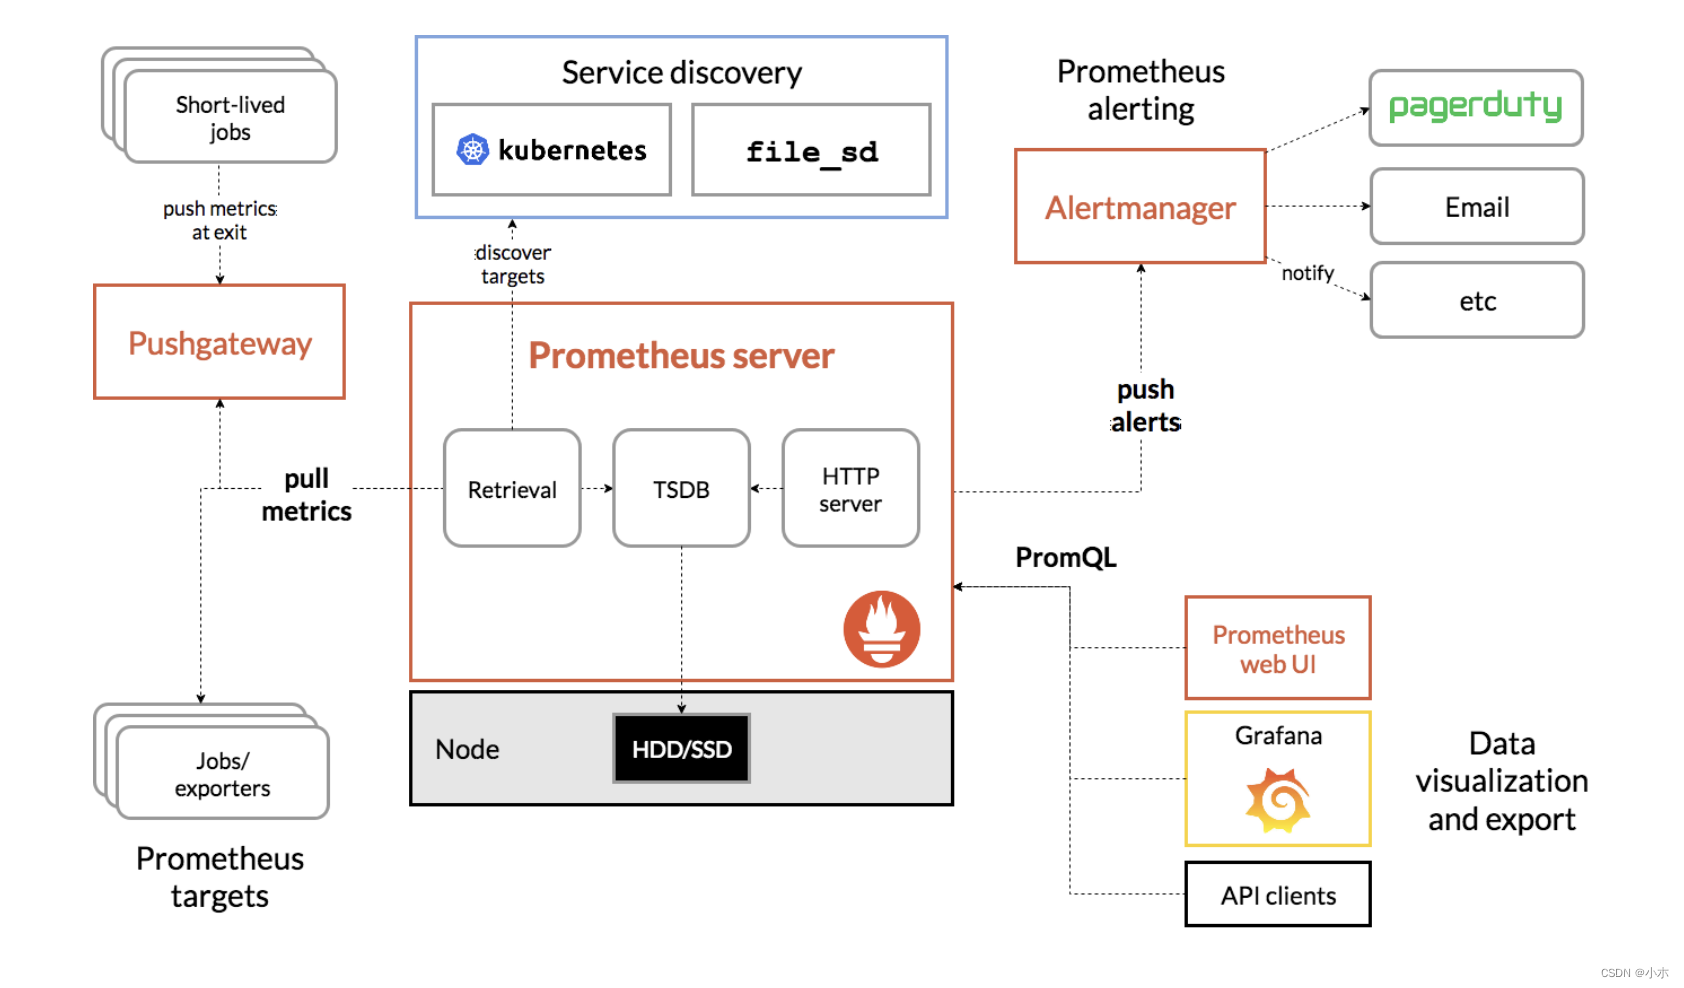 Short-lived
jobs
push metrics
at exit
Pushgateway
Service discovery
kubernetes
file_sd
discover
targets
Prometheus
alerting
Alertmanager
pagerduty
Email
notify
etc
Prometheus server
push
alerts
pull
metrics
Retrieval
TSDB
HTTP
server
PromQL
Node
HDD/SSD
Jobs/
exporters
Prometheus
targets
Prometheus
web UI
Grafana
API clients
Data
visualization
and export
CSDN @小木